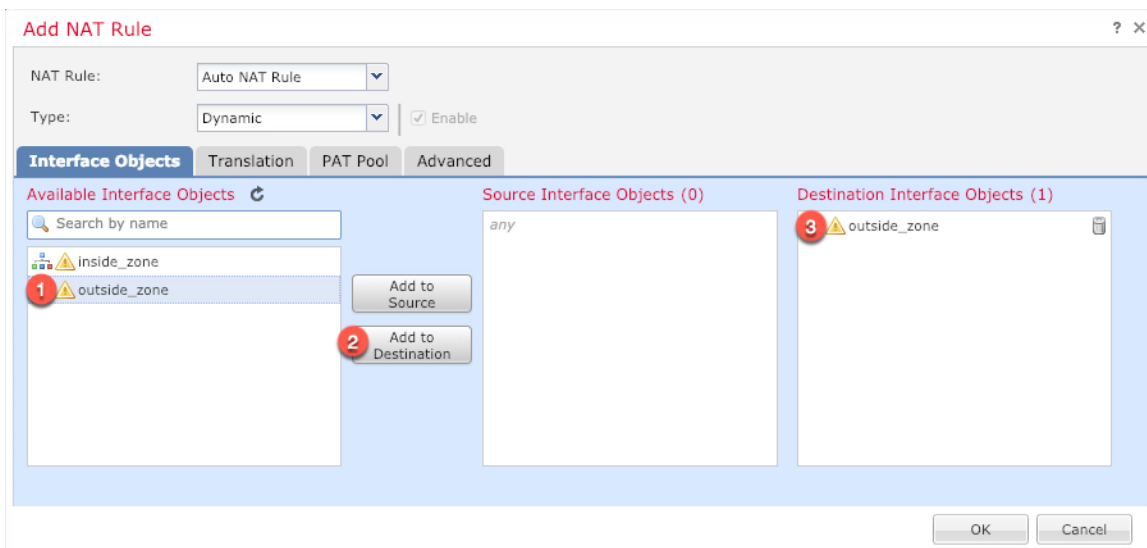 Add NAT Rule
? ×
NAT Rule:
Auto NAT Rule
Type:
Dynamic
Enable
Interface Objects
Translation
PAT Pool
Advanced
Available Interface Objects
Search by name
inside_zone
1
outside_zone
Add to
Source
2
Add to
Destination
Source Interface Objects (0)
any
Destination Interface Objects (1)
3
outside_zone
OK
Cancel